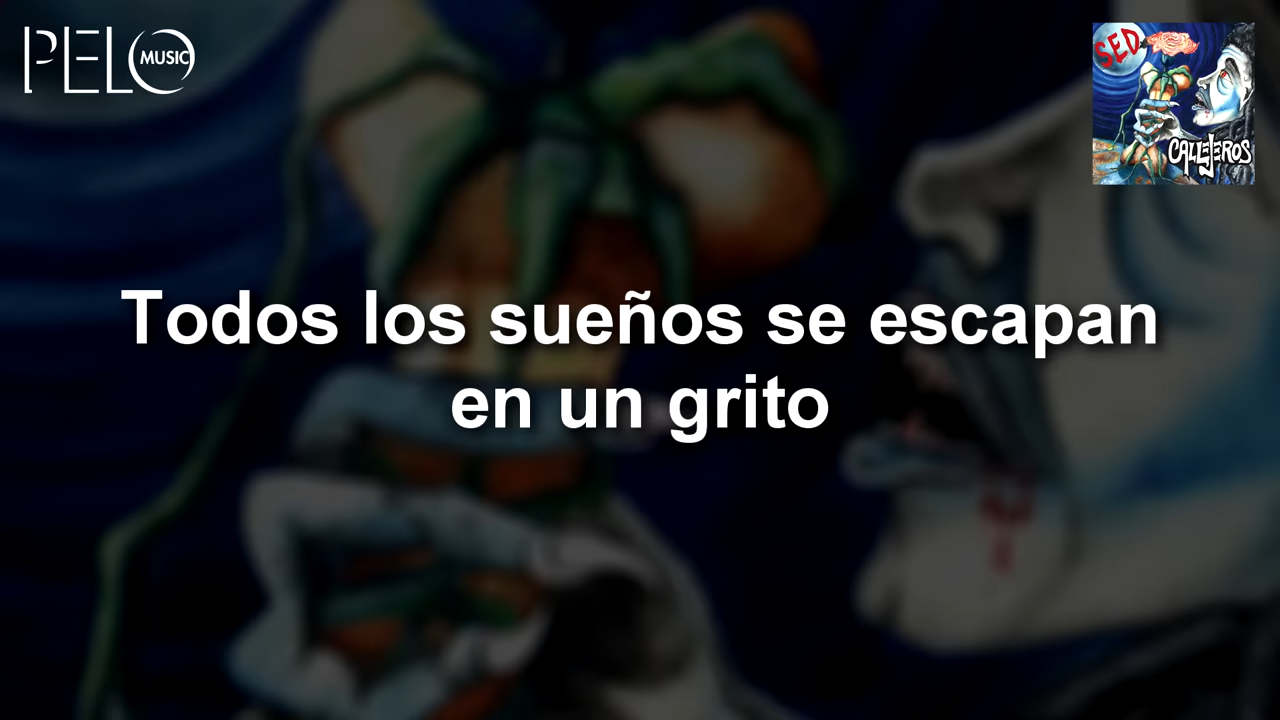 PELO MUSIC
SED
CALLEJEROS
Todos los sueños se escapan
en un grito